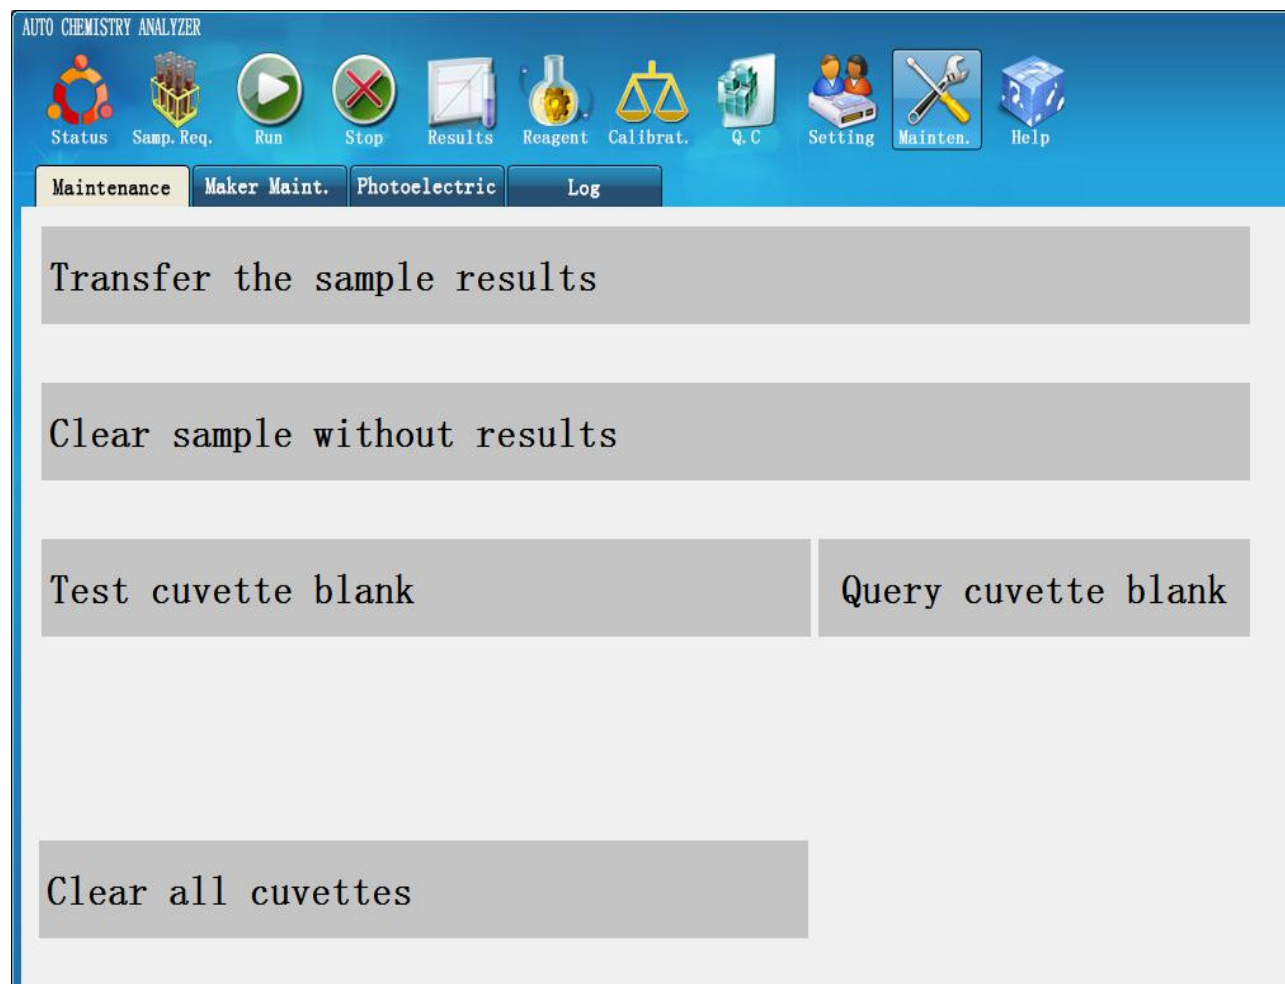 AUTO CHEMISTRY ANALYZER
Status Samp.Req. Run Stop Results Reagent Calibrat. Q.C Setting Mainten. Help
Maintenance Maker Maint. Photoelectric Log
Transfer the sample results
Clear sample without results
Test cuvette blank Query cuvette blank
Clear all cuvettes